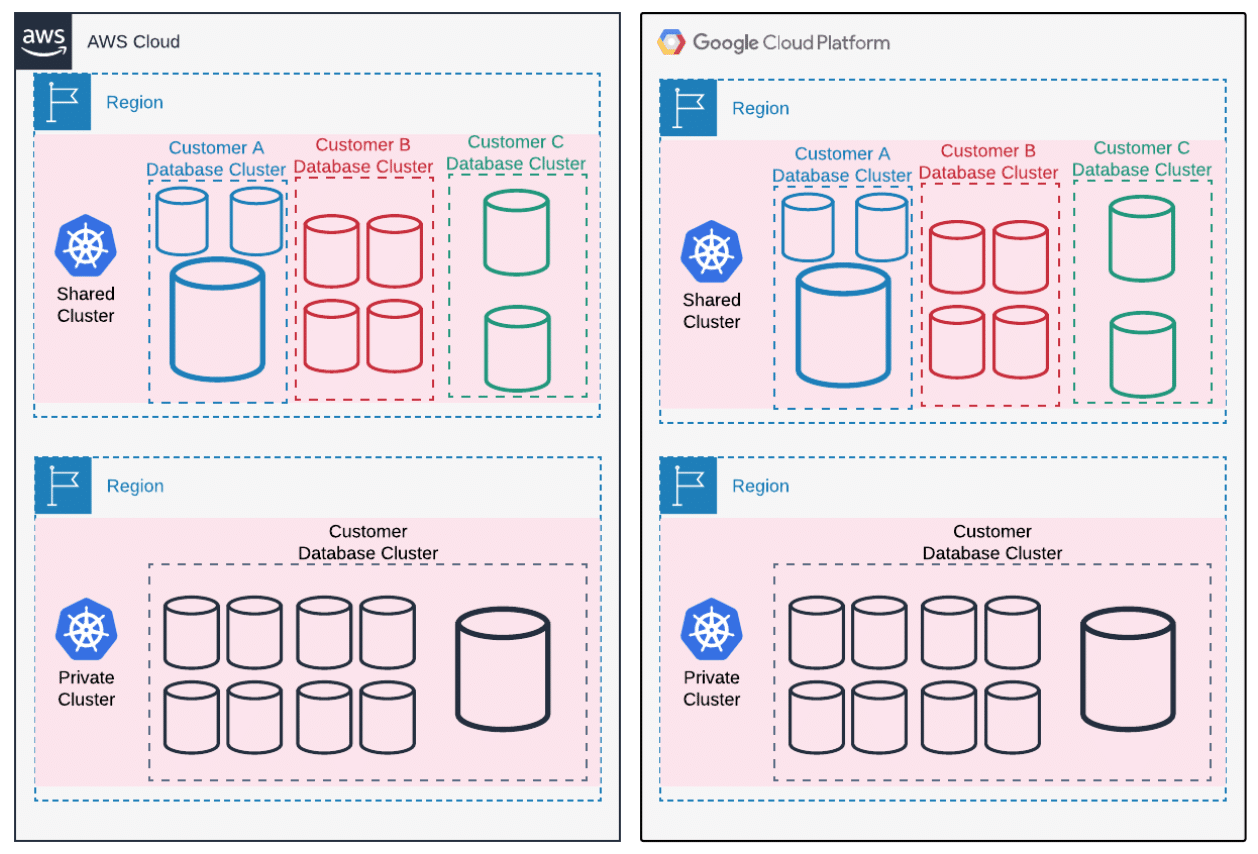 aws
AWS Cloud
Region
Customer A
Database Cluster
Customer B
Database Cluster
Customer C
Database Cluster
Shared
Cluster
Region
Customer
Database Cluster
Private
Cluster
Google Cloud Platform
Region
Customer A
Database Cluster
Customer B
Database Cluster
Customer C
Database Cluster
Shared
Cluster
Region
Customer
Database Cluster
Private
Cluster